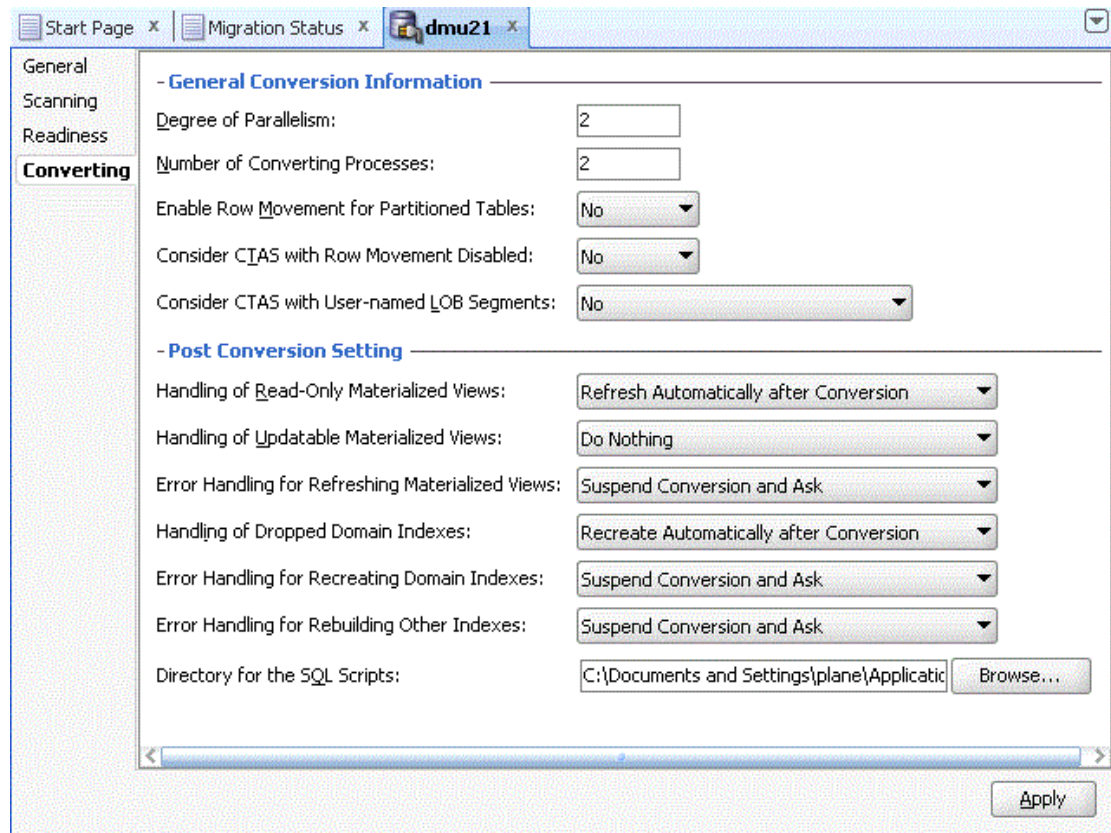 Start Page x Migration Status x dmu21 x
General
Scanning
Readiness
Converting
- General Conversion Information
Degree of Parallelism: 2
Number of Converting Processes: 2
Enable Row Movement for Partitioned Tables: No
Consider CTAS with Row Movement Disabled: No
Consider CTAS with User-named LOB Segments: No
- Post Conversion Setting
Handling of Read-Only Materialized Views: Refresh Automatically after Conversion
Handling of Updatable Materialized Views: Do Nothing
Error Handling for Refreshing Materialized Views: Suspend Conversion and Ask
Handling of Dropped Domain Indexes: Recreate Automatically after Conversion
Error Handling for Recreating Domain Indexes: Suspend Conversion and Ask
Error Handling for Rebuilding Other Indexes: Suspend Conversion and Ask
Directory for the SQL Scripts: C:\Documents and Settings\plane\Applicatic Browse...
Apply